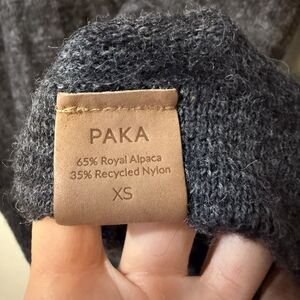 PAKA
65% Royal Alpaca
35% Recycled Nylon
XS